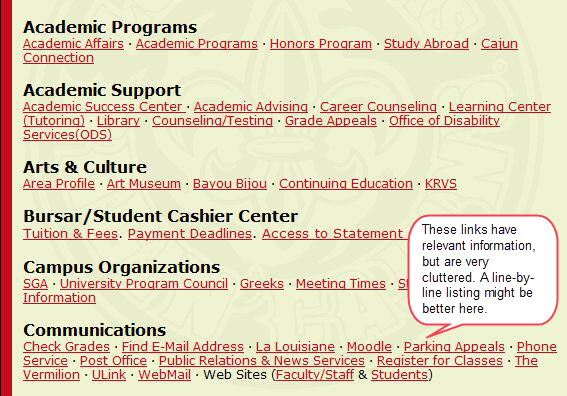 Academic Programs
Academic Affairs · Academic Programs · Honors Program · Study Abroad · Cajun
Connection
Academic Support
Academic Success Center · Academic Advising · Career Counseling · Learning Center
(Tutoring) · Library · Counseling/Testing · Grade Appeals · Office of Disability
Services(ODS)
Arts & Culture
Area Profile · Art Museum · Bayou Bijou · Continuing Education · KRVS
Bursar/Student Cashier Center
Tuition & Fees. Payment Deadlines. Access to Statement
Campus Organizations
SGA · University Program Council · Greeks · Meeting Times ·
Information
These links have
relevant information,
but are very
cluttered. A line-by-
line listing might be
better here.
Communications
Check Grades · Find E-Mail Address · La Louisiane · Moodle · Parking Appeals · Phone
Service · Post Office · Public Relations & News Services · Register for Classes · The
Vermilion · ULink · WebMail · Web Sites (Faculty/Staff & Students)